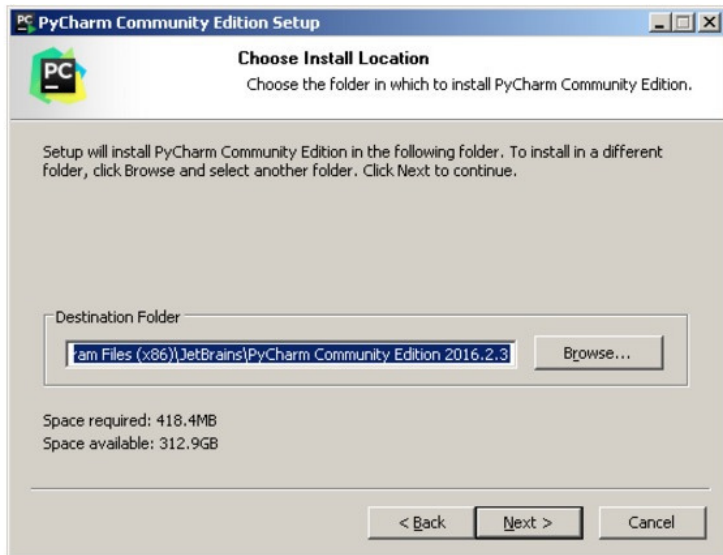 PyCharm Community Edition Setup
PC
Choose Install Location
Choose the folder in which to install PyCharm Community Edition.
Setup will install PyCharm Community Edition in the following folder. To install in a different
folder, click Browse and select another folder. Click Next to continue.
Destination Folder
ram Files (x86)\JetBrains\PyCharm Community Edition 2016.2.3
Browse...
Space required: 418.4MB
Space available: 312.9GB
< Back
Next >
Cancel